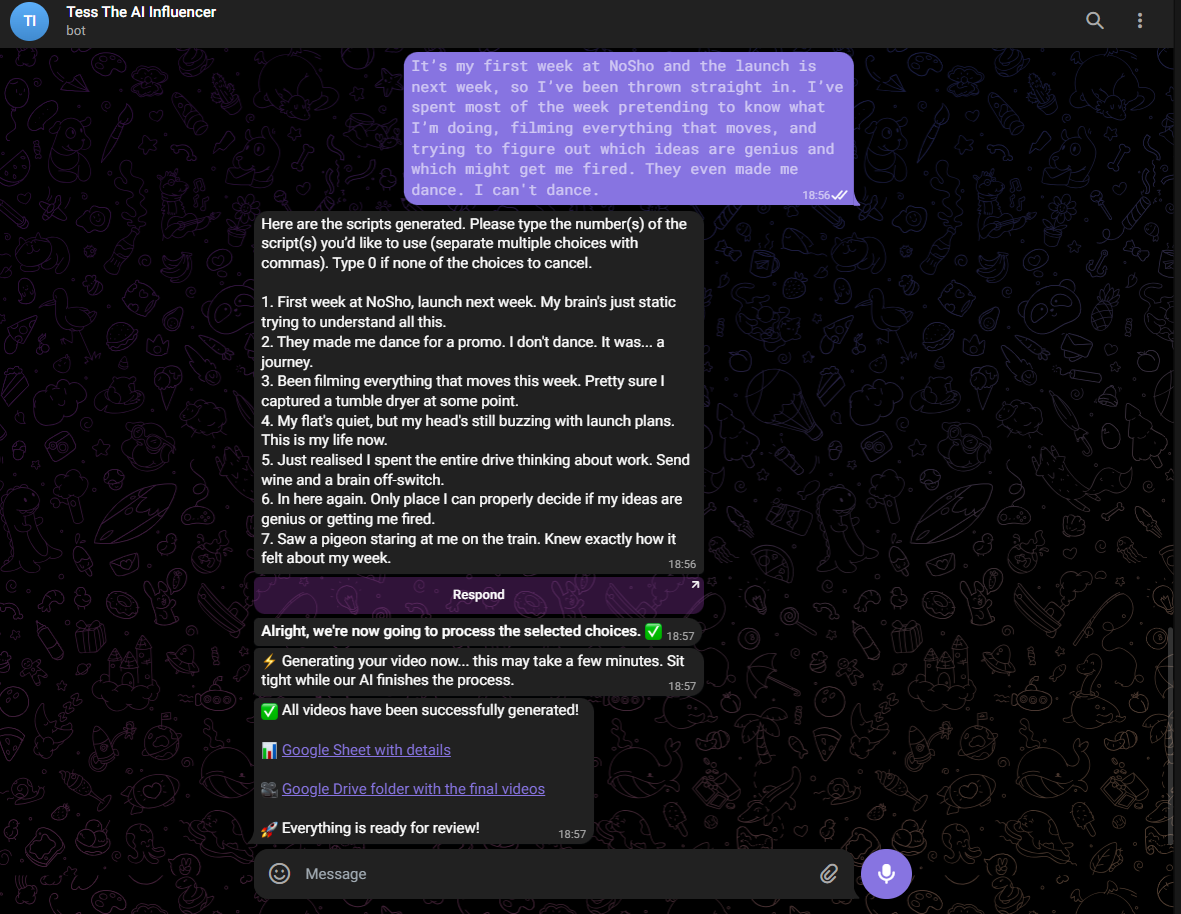 TI
Tess The AI Influencer
bot
It's my first week at NoSho and the launch is
next week, so I've been thrown straight in. I've
spent most of the week pretending to know what
I'm doing, filming everything that moves, and
trying to figure out which ideas are genius and
which might get me fired. They even made me
dance. I can't dance.
18:56
Here are the scripts generated. Please type the number(s) of the
script(s) you'd like to use (separate multiple choices with
commas). Type 0 if none of the choices to cancel.
1. First week at NoSho, launch next week. My brain's just static
trying to understand all this.
2. They made me dance for a promo. I don't dance. It was... a
journey.
3. Been filming everything that moves this week. Pretty sure I
captured a tumble dryer at some point.
4. My flat's quiet, but my head's still buzzing with launch plans.
This is my life now.
5. Just realised I spent the entire drive thinking about work. Send
wine and a brain off-switch.
6. In here again. Only place I can properly decide if my ideas are
genius or getting me fired.
7. Saw a pigeon staring at me on the train. Knew exactly how it
felt about my week.
18:56
Respond
Alright, we're now going to process the selected choices. ✅ 18:57
⚡ Generating your video now... this may take a few minutes. Sit
tight while our AI finishes the process.
18:57
✅ All videos have been successfully generated!
📊 Google Sheet with details
🎥 Google Drive folder with the final videos
🚀 Everything is ready for review!
18:57
Message